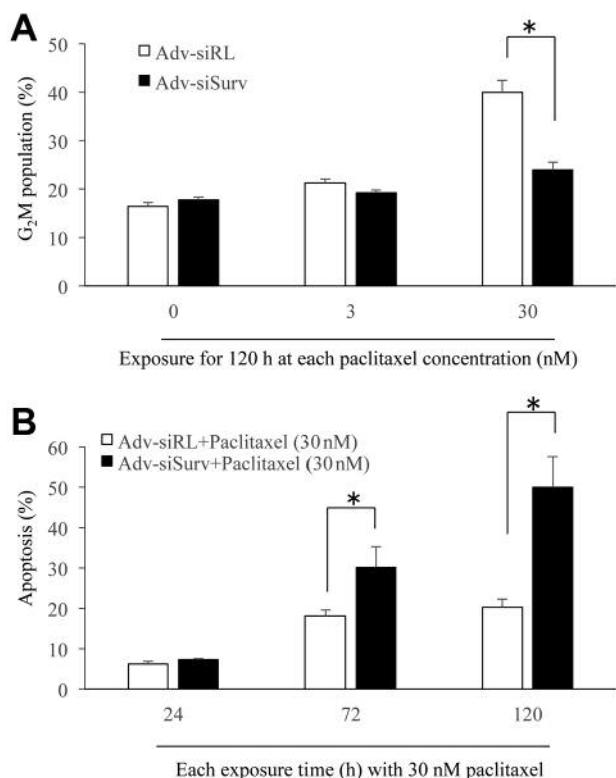 A
G₂M population (%)
50
40
30
20
10
0
Adv-siRL
Adv-siSurv
*
0 3 30
Exposure for 120 h at each paclitaxel concentration (nM)
B
Apoptosis (%)
60
50
40
30
20
10
0
Adv-siRL+Paclitaxel (30 nM)
Adv-siSurv+Paclitaxel (30 nM)
*
*
24 72 120
Each exposure time (h) with 30 nM paclitaxel